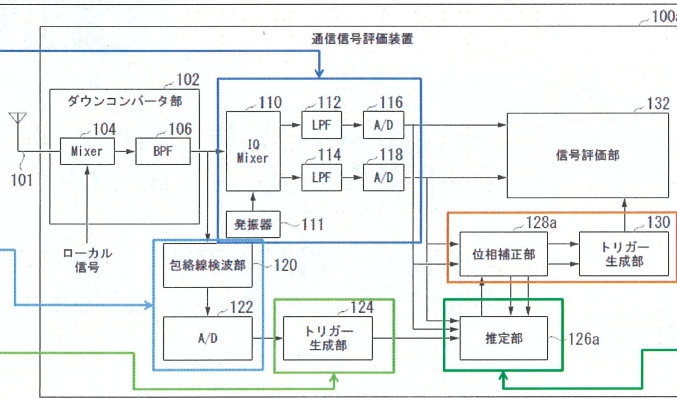 100a
通信信号評価装置
102
ダウンコンバータ部
104
Mixer
106
BPF
101
ローカル
信号
110
IQ
Mixer
112
LPF
116
A/D
114
LPF
118
A/D
発振器
111
132
信号評価部
128a
位相補正部
130
トリガー
生成部
包絡線検波部
120
122
A/D
124
トリガー
生成部
推定部
126a